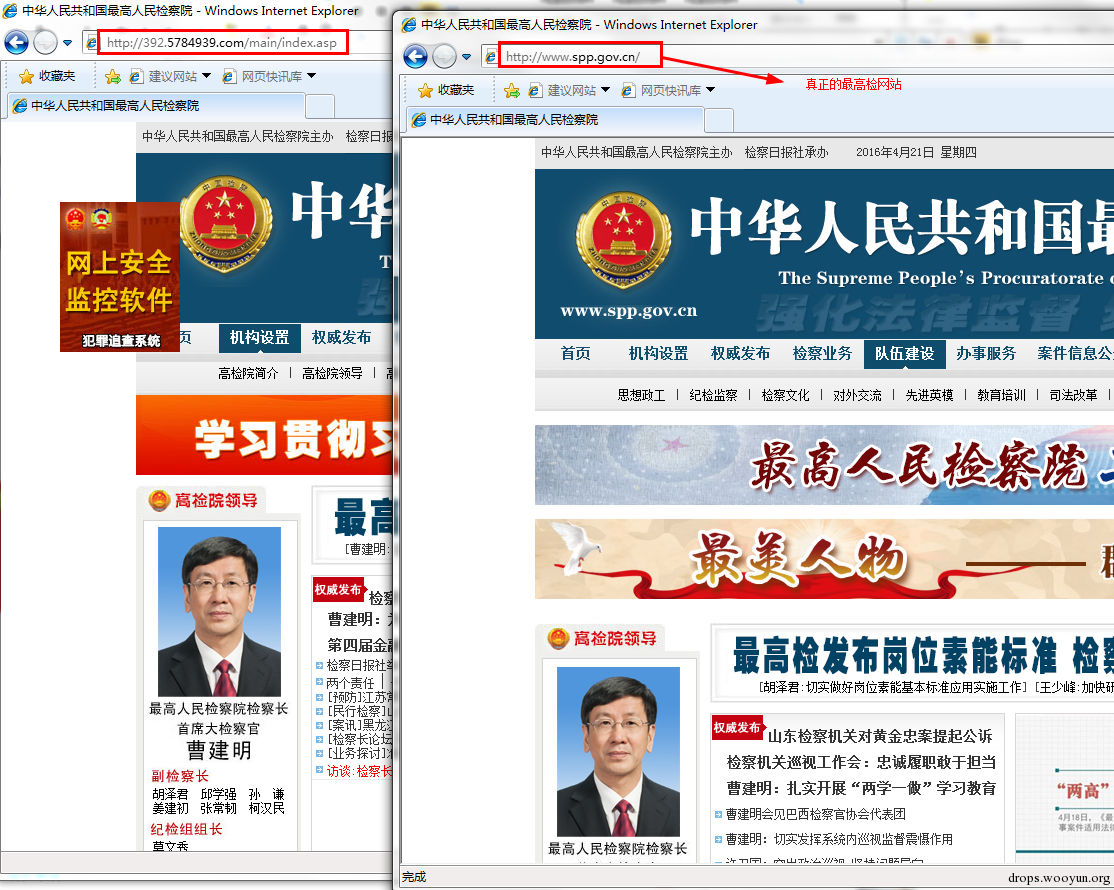 中华人民共和国最高人民检察院 - Windows Internet Explorer
http://392.5784939.com/main/index.asp
收藏夹
建议网站
网页快讯库
中华人民共和国最高人民检察院
中华人民共和国最高人民检察院主办 检察日报
中华
T
强
网上安全
监控软件
犯罪追查系统
页 机构设置 权威发布
高检院简介 高检院领导 高
学习贯彻习
高检院领导
最高人民检察院检察长
首席大检察官
曹建明
副检察长
胡泽君 邱学强 孙 谦
姜建初 张常韧 柯汉民
纪检组组长
莫文秀
最高
[曹建明:
权威发布
检察
曹建明:
第四届金融
检察日报社
两个责任
[预防]江苏
[民行检察]
[案讯]黑龙江
[检察长论坛
[业务探讨]
访谈:检察长
中华人民共和国最高人民检察院 - Windows Internet Explorer
http://www.spp.gov.cn/
真正的最高检网站
收藏夹
建议网站
网页快讯库
中华人民共和国最高人民检察院
中华人民共和国最高人民检察院主办 检察日报社承办 2016年4月21日 星期四
中华人民共和国最
The Supreme People's Procuratorate o
www.spp.gov.cn
强化法律监督
首页 机构设置 权威发布 检察业务 队伍建设 办事服务 案件信息公
思想政工 纪检监察 检察文化 对外交流 先进英模 教育培训 司法改革
最高人民检察院
最美人物
高检院领导
最高人民检察院检察长
最高检发布岗位素能标准 检察
[胡泽君:切实做好岗位素能基本标准应用实施工作] [王少峰:加快研
权威发布
山东检察机关对黄金忠案提起公诉
检察机关巡视工作会：忠诚履职敢于担当
曹建明：扎实开展“两学一做”学习教育
曹建明会见巴西检察官协会代表团
曹建明：切实发挥系统内巡视监督震慑作用
“两高”
4月18日，《最
事案件适用法律
完成
drops.wooyun.org